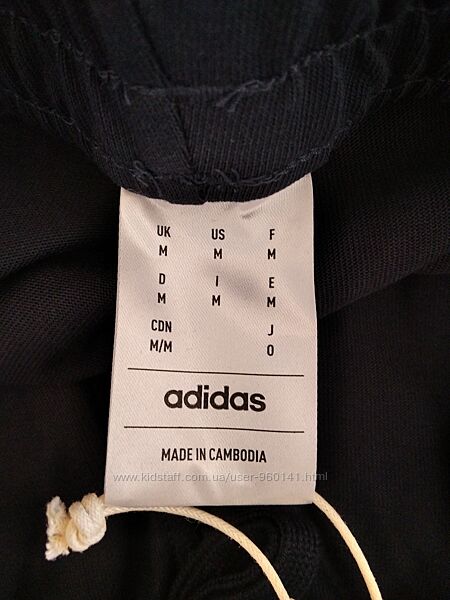 UK US F
M M M
D I E
M M M
CDN J
M/M O
adidas
MADE IN CAMBODIA
www.kidstaff.com.ua/user-960141.html